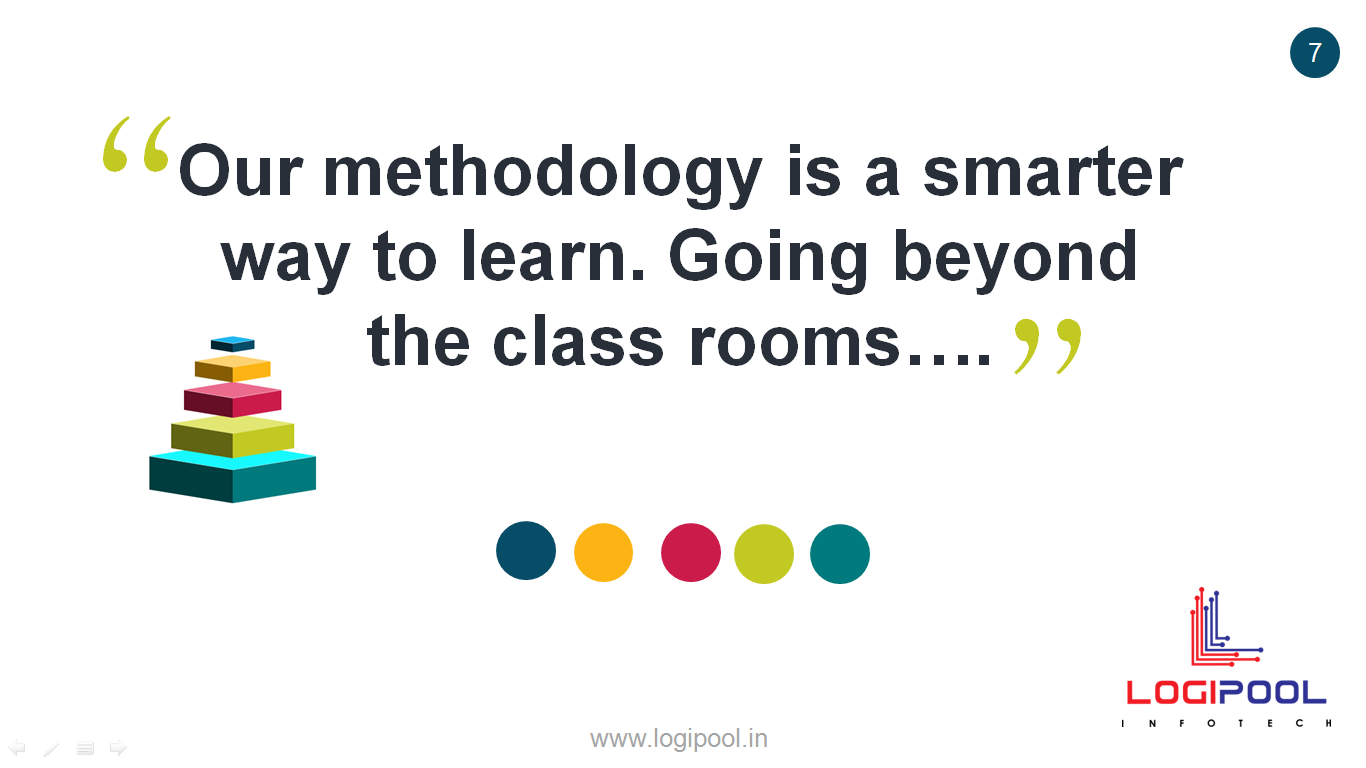 7
“Our methodology is a smarter
way to learn. Going beyond
the class rooms…. ”
LOGIPOOL
INFOTECH
www.logipool.in